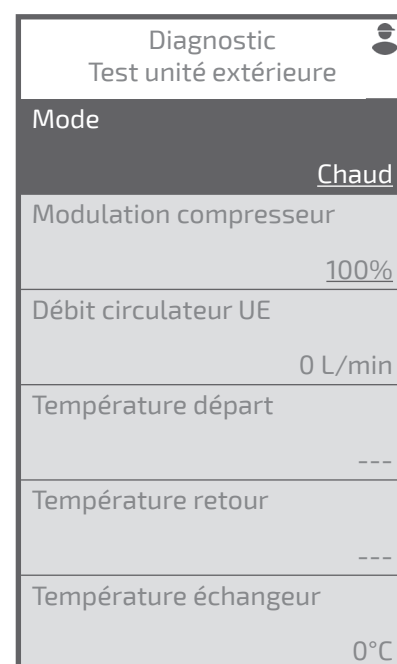 Diagnostic
Test unité extérieure
Mode
Chaud
Modulation compresseur
100%
Débit circulateur UE
0 L/min
Température départ
---
Température retour
---
Température échangeur
0°C